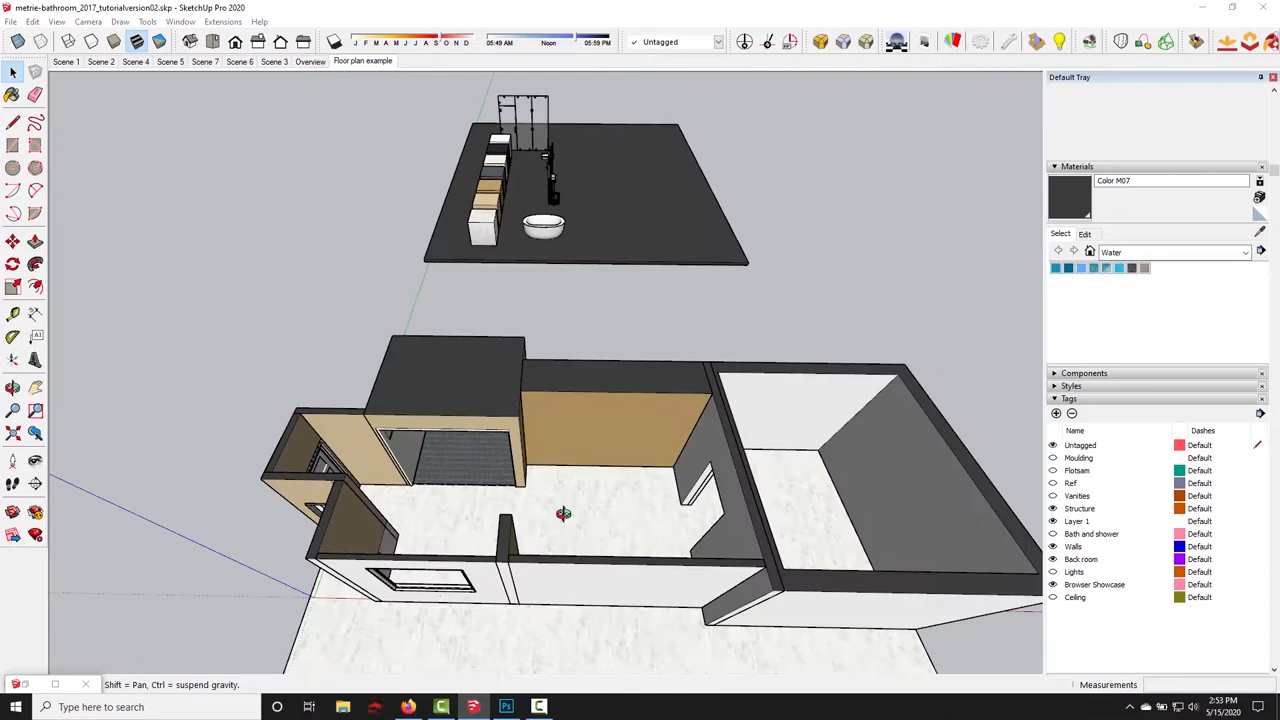 metrie-bathroom_2017_tutorialversion02.skp - SketchUp Pro 2020
File Edit View Camera Draw Tools Window Extensions Help
J F M A M J J A S O N D
05:49 AM Noon 05:59 PM
✓ Untagged
Scene 1 Scene 2 Scene 4 Scene 5 Scene 7 Scene 6 Scene 3 Overview Floor plan example
Default Tray
Materials
Color M07
Select Edit
Water
Components
Styles
Tags
Name Dashes
Untagged Default
Moulding Default
Flotsam Default
Ref Default
Vanities Default
Structure Default
Layer 1 Default
Bath and shower Default
Walls Default
Back room Default
Lights Default
Browser Showcase Default
Ceiling Default
Shift = Pan, Ctrl = suspend gravity.
Measurements
Type here to search
2:53 PM
5/15/2020